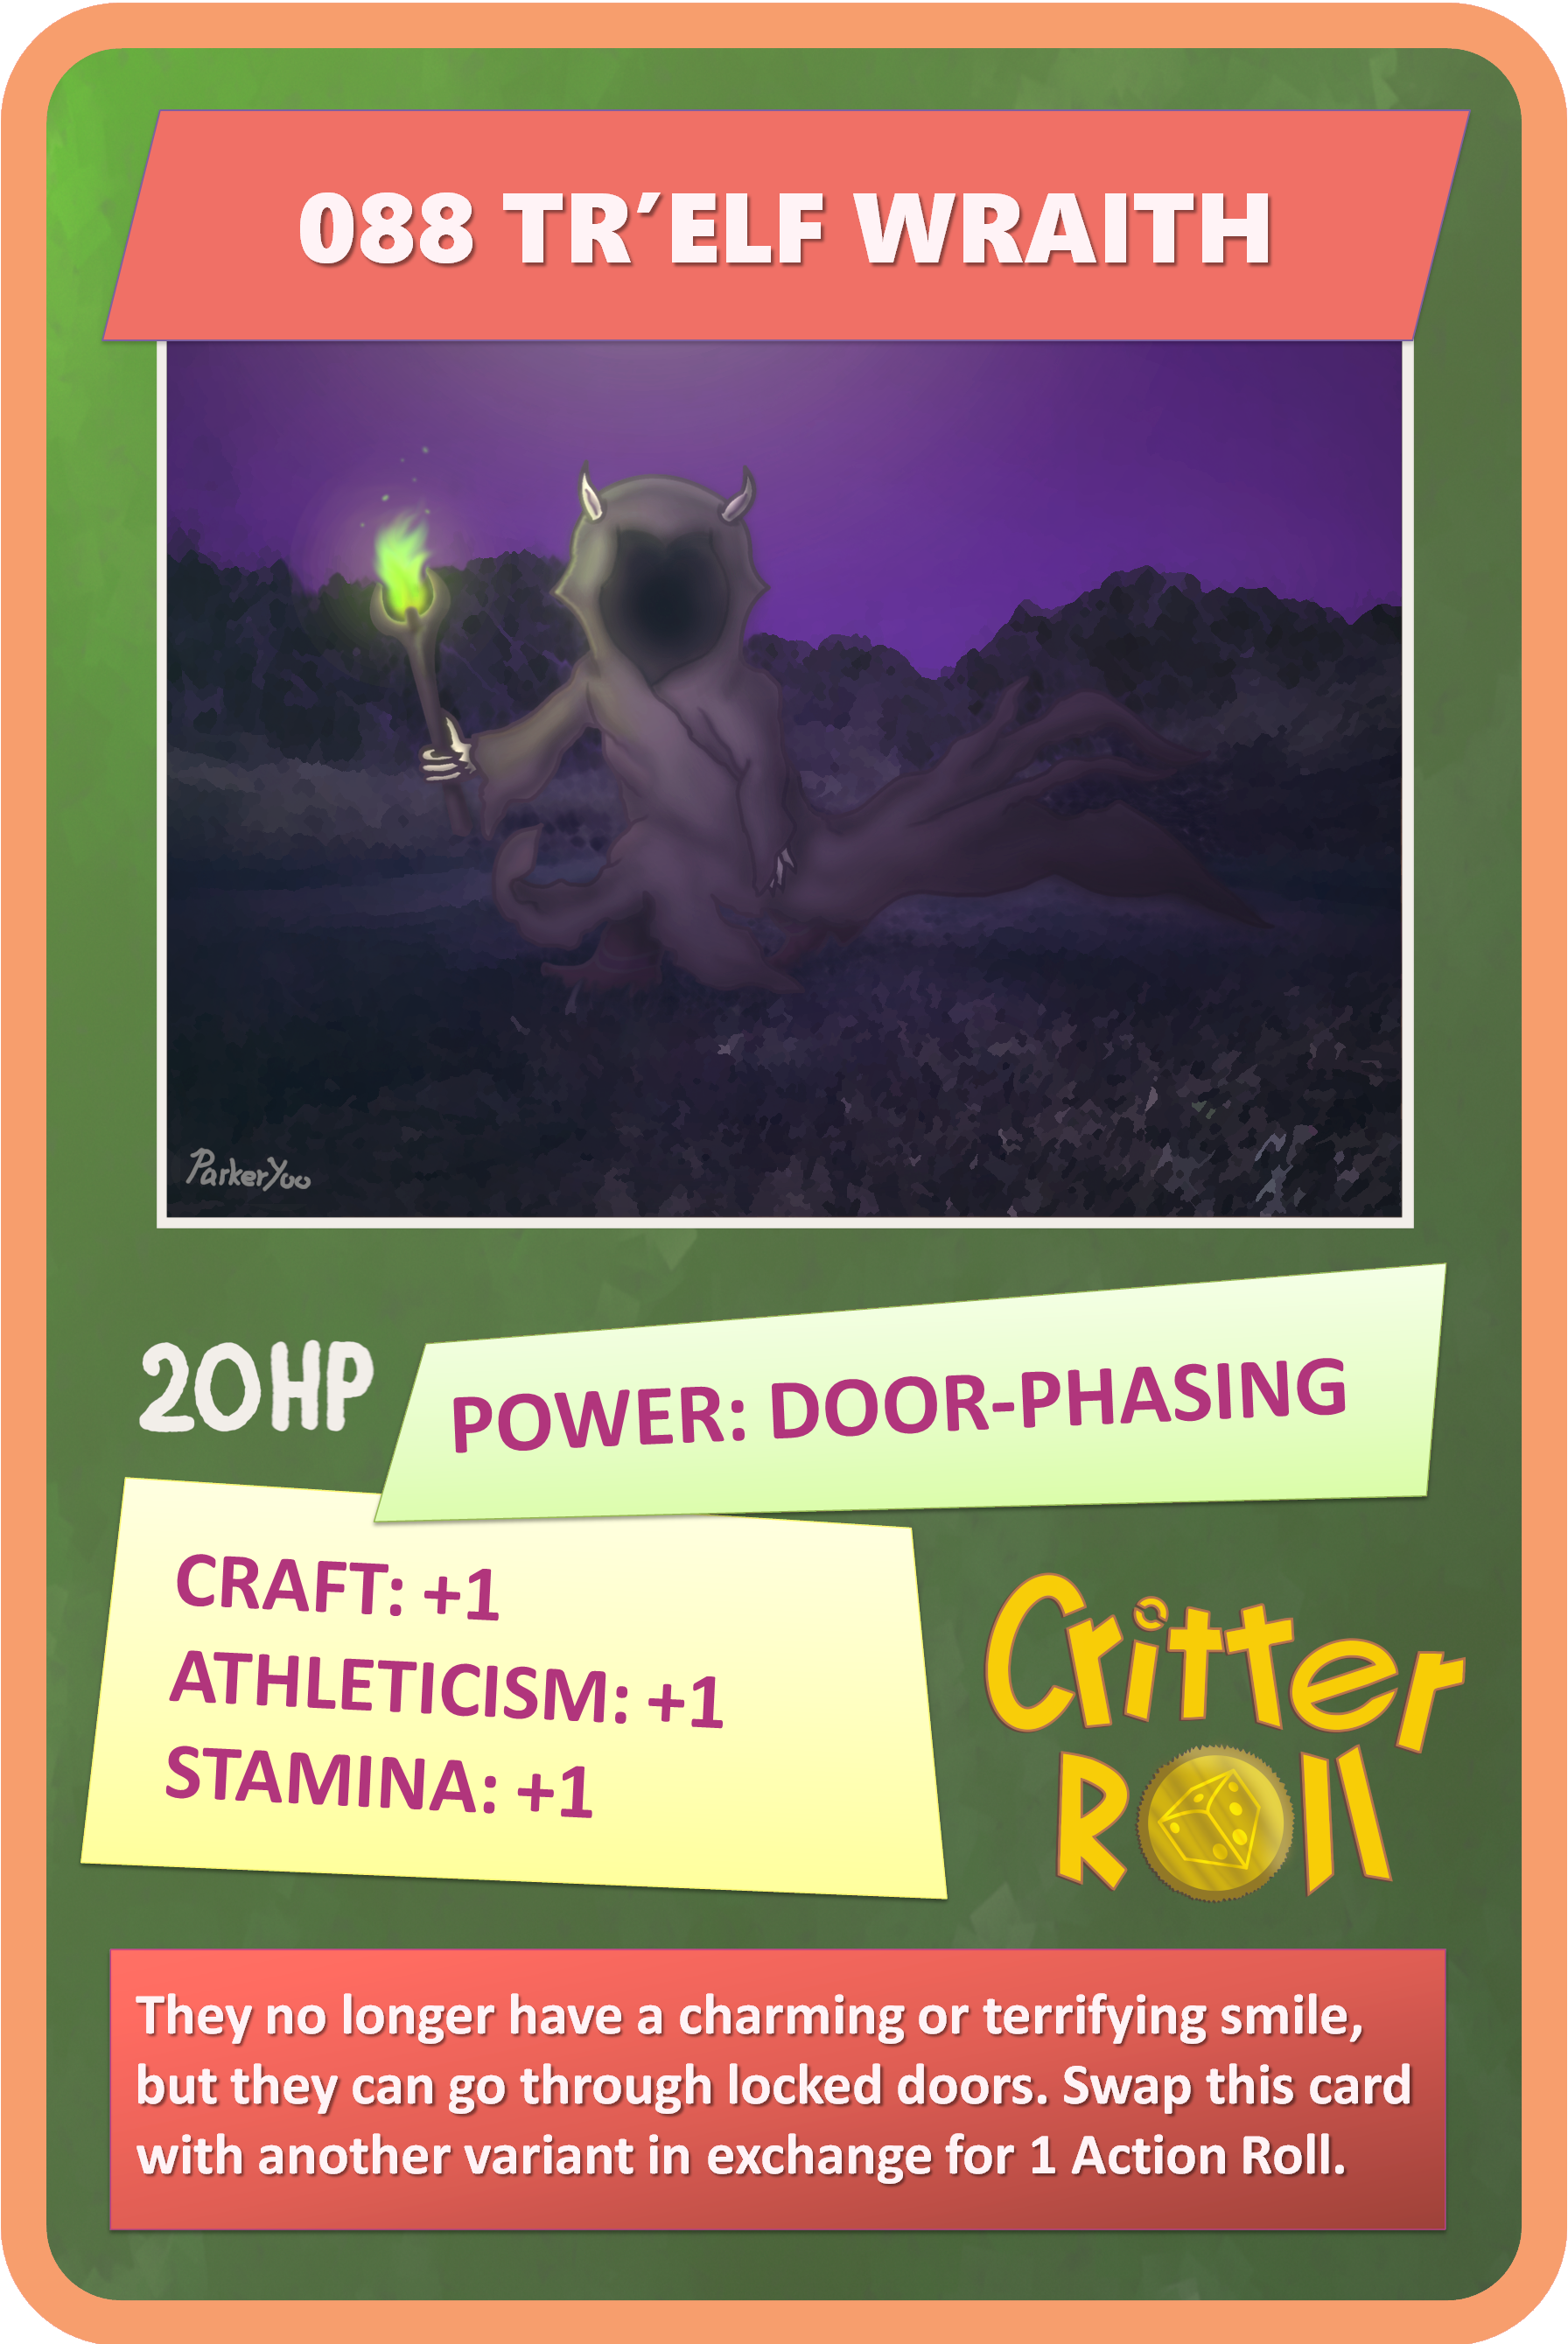 088 TR’ELF WRAITH
ParkerYoo
20HP
POWER: DOOR-PHASING
CRAFT: +1
ATHLETICISM: +1
STAMINA: +1
Critter
Roll
They no longer have a charming or terrifying smile,
but they can go through locked doors. Swap this card
with another variant in exchange for 1 Action Roll.